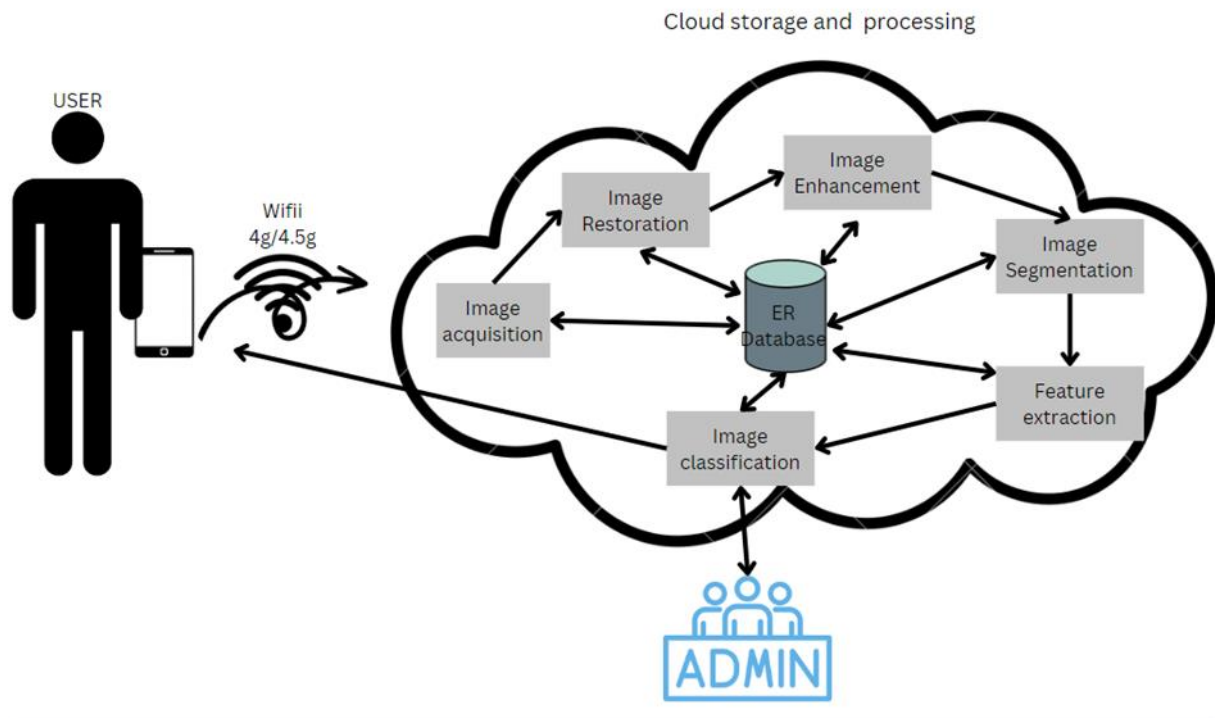 Cloud storage and processing
USER
Wifii
4g/4.5g
Image
Enhancement
Image
Restoration
Image
Segmentation
Image
acquisition
ER
Database
Feature
extraction
Image
classification
ADMIN